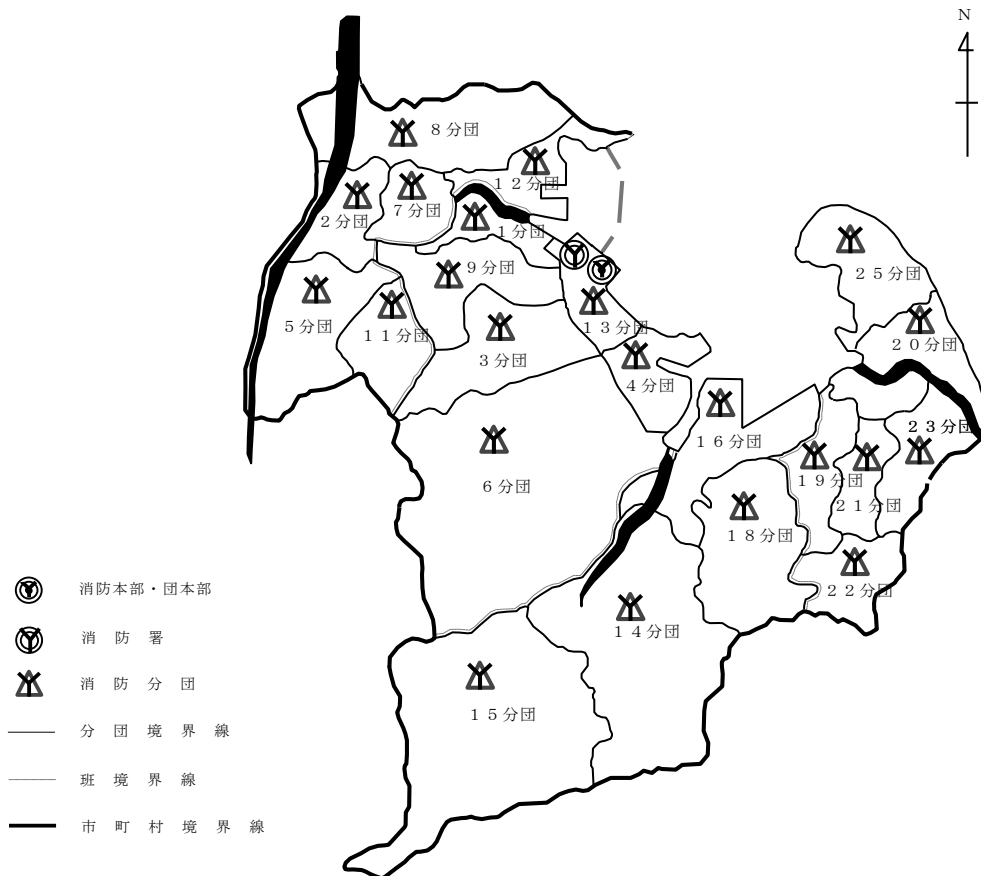 N
８分団
１２分団
７分団
２分団
１分団
９分団
２５分団
５分団
１１分団
１３分団
２０分団
３分団
４分団
１６分団
２３分団
６分団
１９分団
２１分団
１８分団
２２分団
１４分団
１５分団
消防本部・団本部
消防署
消防分団
分団境界線
班境界線
市町村境界線